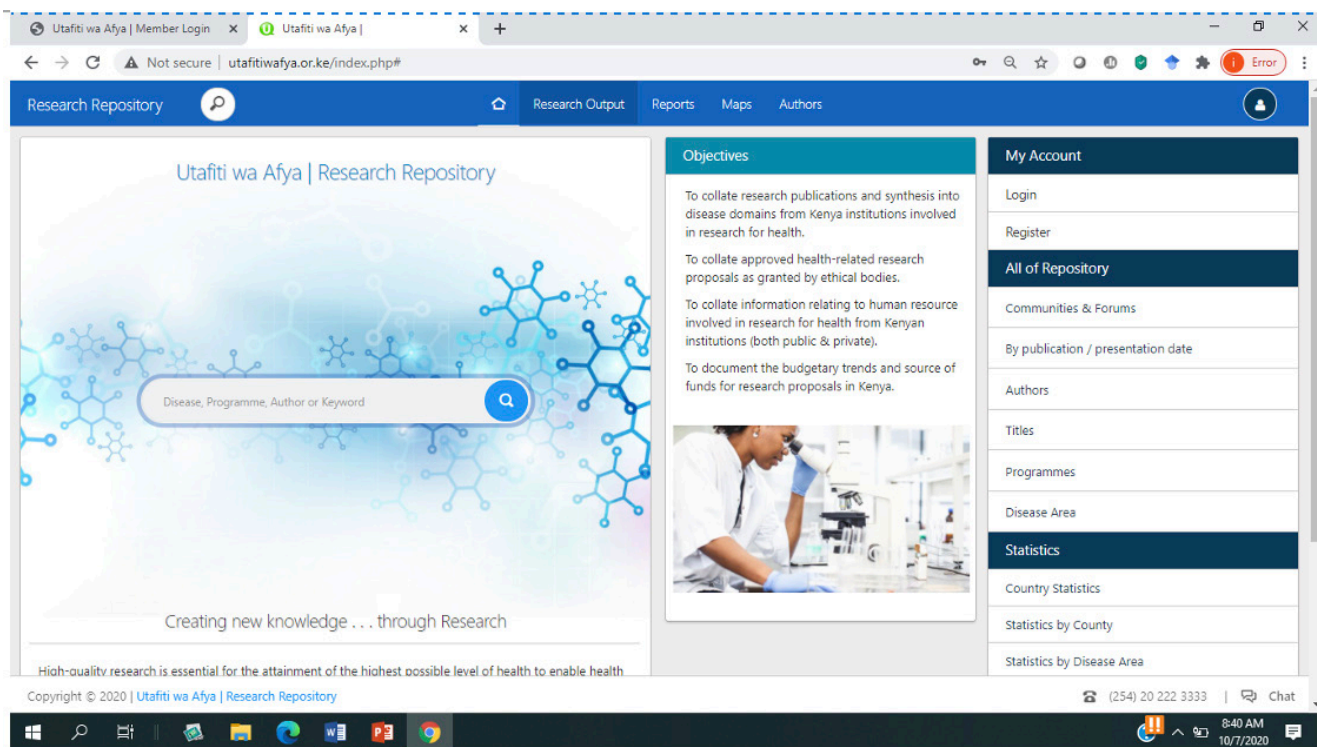 Utafiti wa Afya | Member Login
Utafiti wa Afya |
Not secure | utafitiwafya.or.ke/index.php#
Error
Research Repository
Research Output
Reports
Maps
Authors
Utafiti wa Afya | Research Repository
Disease, Programme, Author or Keyword
Creating new knowledge . . . through Research
High-quality research is essential for the attainment of the highest possible level of health to enable health
Objectives
To collate research publications and synthesis into
disease domains from Kenya institutions involved
in research for health.
To collate approved health-related research
proposals as granted by ethical bodies.
To collate information relating to human resource
involved in research for health from Kenyan
institutions (both public & private).
To document the budgetary trends and source of
funds for research proposals in Kenya.
My Account
Login
Register
All of Repository
Communities & Forums
By publication / presentation date
Authors
Titles
Programmes
Disease Area
Statistics
Country Statistics
Statistics by County
Statistics by Disease Area
Copyright © 2020 | Utafiti wa Afya | Research Repository
(254) 20 222 3333 | Chat
8:40 AM
10/7/2020